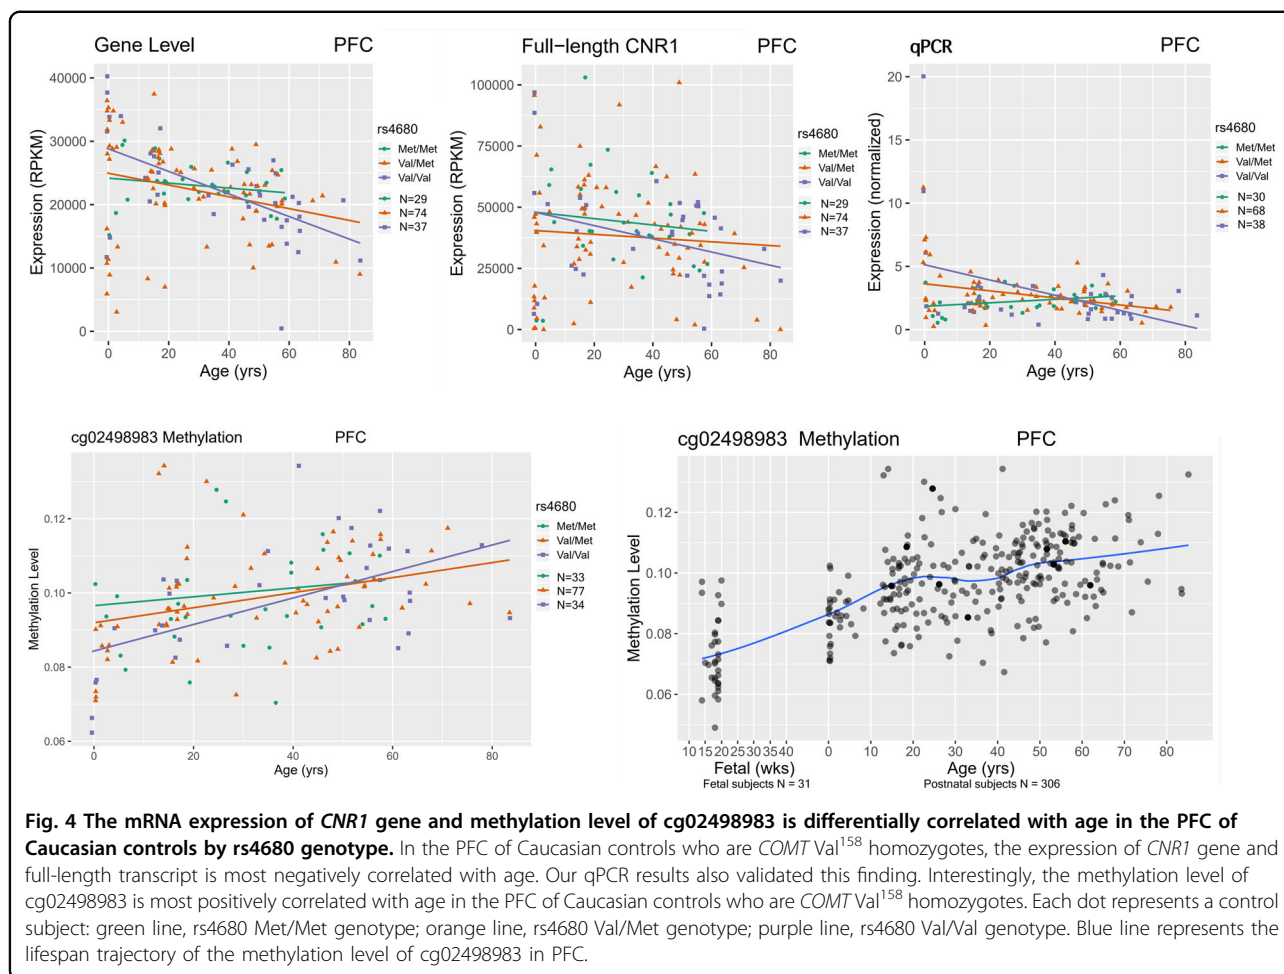 Gene Level PFC
Expression (RPKM)
40000
30000
20000
10000
0
0 20 40 60 80
Age (yrs)
rs4680
Met/Met
Val/Met
Val/Val
N=29
N=74
N=37
Full-length CNR1 PFC
Expression (RPKM)
100000
75000
50000
25000
0
0 20 40 60 80
Age (yrs)
rs4680
Met/Met
Val/Met
Val/Val
N=29
N=74
N=37
qPCR PFC
Expression (normalized)
20
15
10
5
0
0 20 40 60 80
Age (yrs)
rs4680
Met/Met
Val/Met
Val/Val
N=30
N=68
N=38
cg02498983 Methylation PFC
Methylation Level
0.12
0.10
0.08
0.06
0 20 40 60 80
Age (yrs)
rs4680
Met/Met
Val/Met
Val/Val
N=33
N=77
N=34
cg02498983 Methylation PFC
Methylation Level
0.12
0.10
0.08
0.06
10 15 20 25 30 35 40 0 10 20 30 40 50 60 70 80
Fetal (wks) Age (yrs)
Fetal subjects N = 31 Postnatal subjects N = 306
Fig. 4 The mRNA expression of CNR1 gene and methylation level of cg02498983 is differentially correlated with age in the PFC of
Caucasian controls by rs4680 genotype. In the PFC of Caucasian controls who are COMT Val158 homozygotes, the expression of CNR1 gene and
full-length transcript is most negatively correlated with age. Our qPCR results also validated this finding. Interestingly, the methylation level of
cg02498983 is most positively correlated with age in the PFC of Caucasian controls who are COMT Val158 homozygotes. Each dot represents a control
subject: green line, rs4680 Met/Met genotype; orange line, rs4680 Val/Met genotype; purple line, rs4680 Val/Val genotype. Blue line represents the
lifespan trajectory of the methylation level of cg02498983 in PFC.